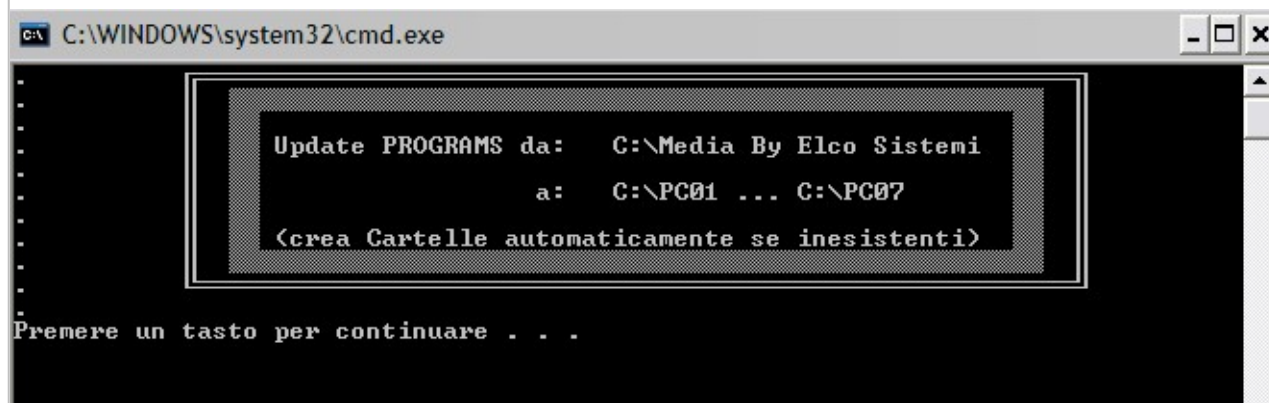 C:\WINDOWS\system32\cmd.exe
Update PROGRAMS da: C:\Media By Elco Sistemi
a: C:\PC01 ... C:\PC07
(crea Cartelle automaticamente se inesistenti)
Premere un tasto per continuare . . .